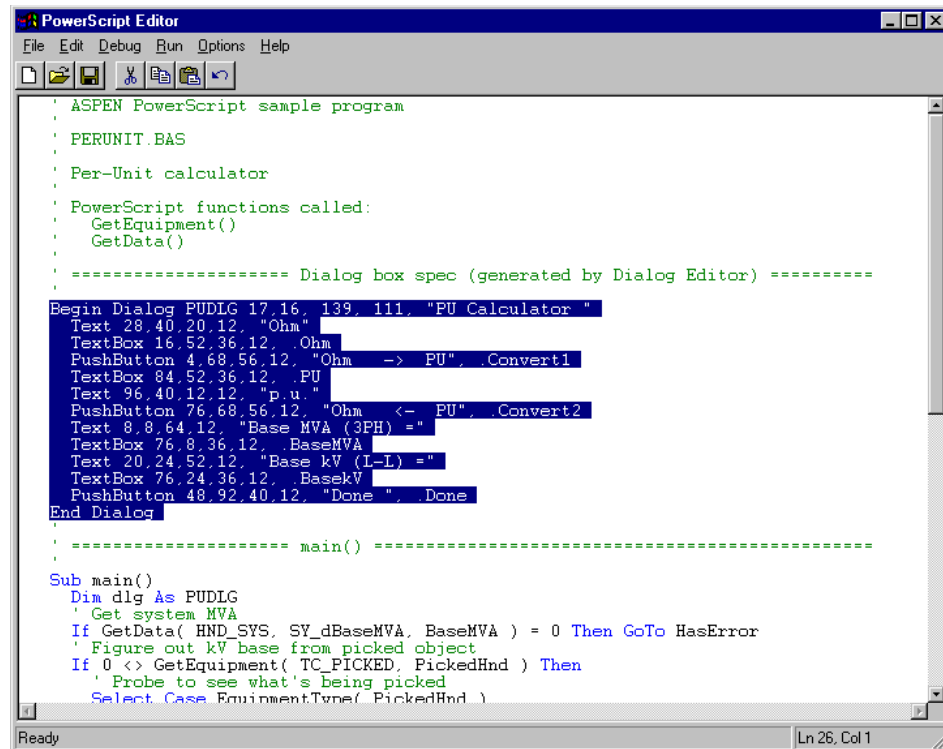 PowerScript Editor
File Edit Debug Run Options Help
' ASPEN PowerScript sample program
'
' PERUNIT.BAS
'
' Per-Unit calculator
'
' PowerScript functions called:
'   GetEquipment()
'   GetData()
'
' ===================== Dialog box spec (generated by Dialog Editor) ==========
'
Begin Dialog PUDLG 17,16, 139, 111, "PU Calculator "
  Text 28,40,20,12, "Ohm"
  TextBox 16,52,36,12, .Ohm
  PushButton 4,68,56,12, "Ohm   -> PU", .Convert1
  TextBox 84,52,36,12, .PU
  Text 96,40,12,12, "p.u."
  PushButton 76,68,56,12, "Ohm   <- PU", .Convert2
  Text 8,8,64,12, "Base MVA (3PH) ="
  TextBox 76,8,36,12, .BaseMVA
  Text 20,24,52,12, "Base kV (L-L) ="
  TextBox 76,24,36,12, .BasekV
  PushButton 48,92,40,12, "Done ", .Done
End Dialog
'
' ===================== main() ================================================
'
Sub main()
  Dim dlg As PUDLG
  ' Get system MVA
  If GetData( HND_SYS, SY_dBaseMVA, BaseMVA ) = 0 Then GoTo HasError
  ' Figure out kV base from picked object
  If 0 <> GetEquipment( TC_PICKED, PickedHnd ) Then
    ' Probe to see what's being picked
    Select Case EquipmentType( PickedHnd )
Ready Ln 26, Col 1